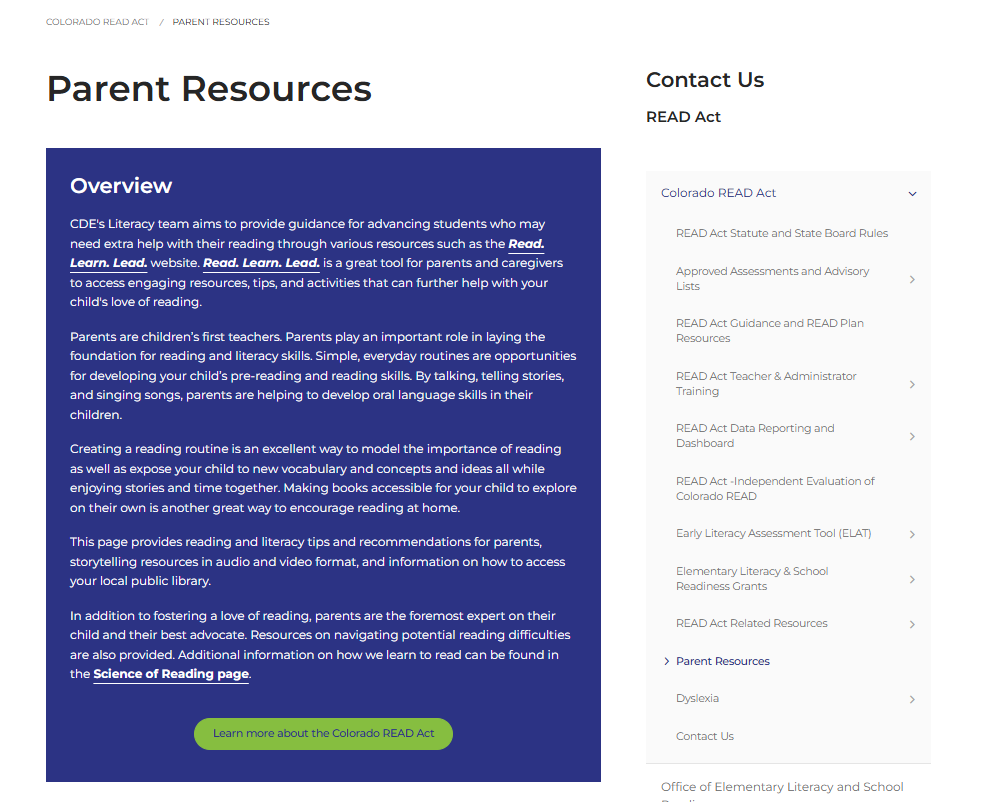 COLORADO READ ACT / PARENT RESOURCES
Parent Resources
Overview
CDE's Literacy team aims to provide guidance for advancing students who may
need extra help with their reading through various resources such as the Read.
Learn. Lead. website. Read. Learn. Lead. is a great tool for parents and caregivers
to access engaging resources, tips, and activities that can further help with your
child's love of reading.
Parents are children’s first teachers. Parents play an important role in laying the
foundation for reading and literacy skills. Simple, everyday routines are opportunities
for developing your child’s pre-reading and reading skills. By talking, telling stories,
and singing songs, parents are helping to develop oral language skills in their
children.
Creating a reading routine is an excellent way to model the importance of reading
as well as expose your child to new vocabulary and concepts and ideas all while
enjoying stories and time together. Making books accessible for your child to explore
on their own is another great way to encourage reading at home.
This page provides reading and literacy tips and recommendations for parents,
storytelling resources in audio and video format, and information on how to access
your local public library.
In addition to fostering a love of reading, parents are the foremost expert on their
child and their best advocate. Resources on navigating potential reading difficulties
are also provided. Additional information on how we learn to read can be found in
the Science of Reading page.
Learn more about the Colorado READ Act
Contact Us
READ Act
Colorado READ Act
READ Act Statute and State Board Rules
Approved Assessments and Advisory
Lists
READ Act Guidance and READ Plan
Resources
READ Act Teacher & Administrator
Training
READ Act Data Reporting and
Dashboard
READ Act -Independent Evaluation of
Colorado READ
Early Literacy Assessment Tool (ELAT)
Elementary Literacy & School
Readiness Grants
READ Act Related Resources
Parent Resources
Dyslexia
Contact Us
Office of Elementary Literacy and School